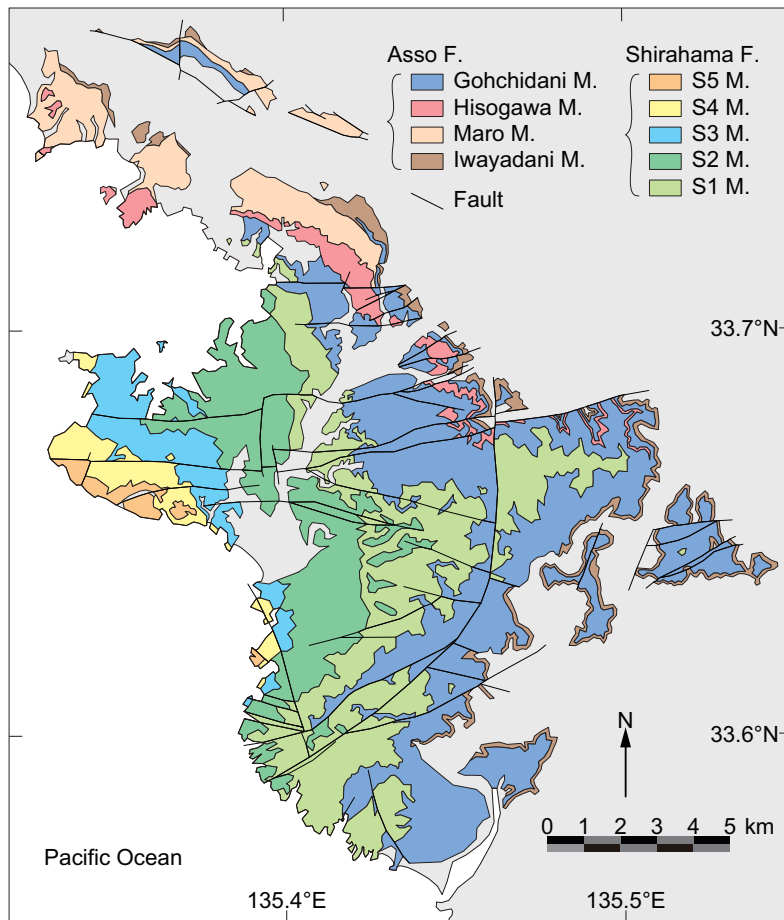 Asso F.
Gohchidani M.
Hisogawa M.
Maro M.
Iwayadani M.
Fault
Shirahama F.
S5 M.
S4 M.
S3 M.
S2 M.
S1 M.
33.7°N
33.6°N
N
0 1 2 3 4 5 km
Pacific Ocean
135.4°E
135.5°E